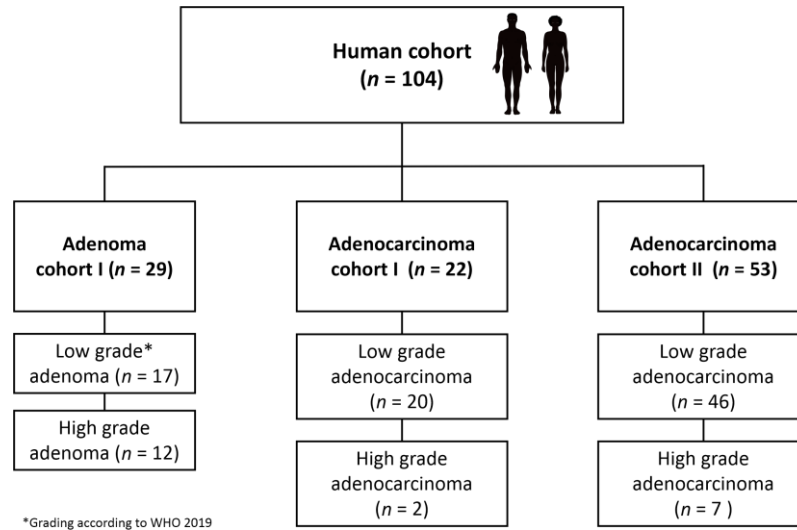 Human cohort
(n = 104)
Adenoma
cohort I (n = 29)
Low grade*
adenoma (n = 17)
High grade
adenoma (n = 12)
Adenocarcinoma
cohort I (n = 22)
Low grade
adenocarcinoma
(n = 20)
High grade
adenocarcinoma
(n = 2)
Adenocarcinoma
cohort II (n = 53)
Low grade
adenocarcinoma
(n = 46)
High grade
adenocarcinoma
(n = 7 )
*Grading according to WHO 2019